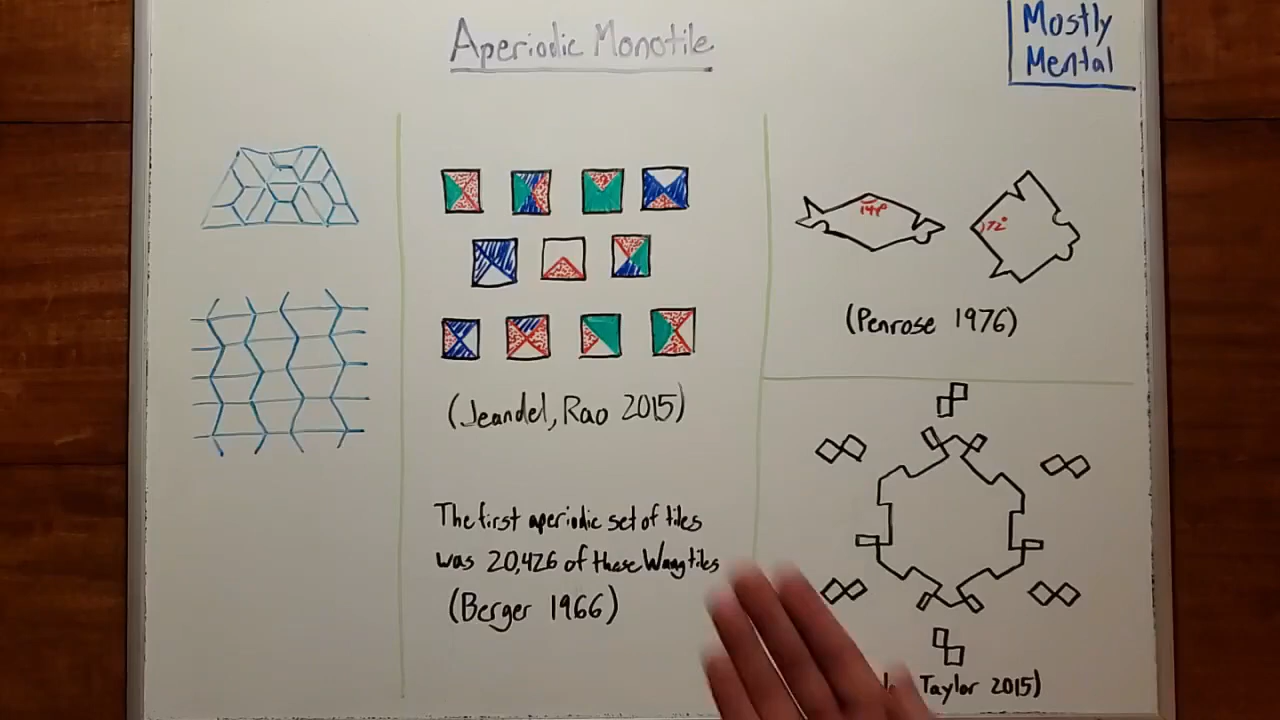 Aperiodic Monotile
Mostly
Mental
(Jeandel, Rao 2015)
The first aperiodic set of tiles
was 20,426 of these Wang tiles
(Berger 1966)
144°
72°
(Penrose 1976)
Taylor 2015)